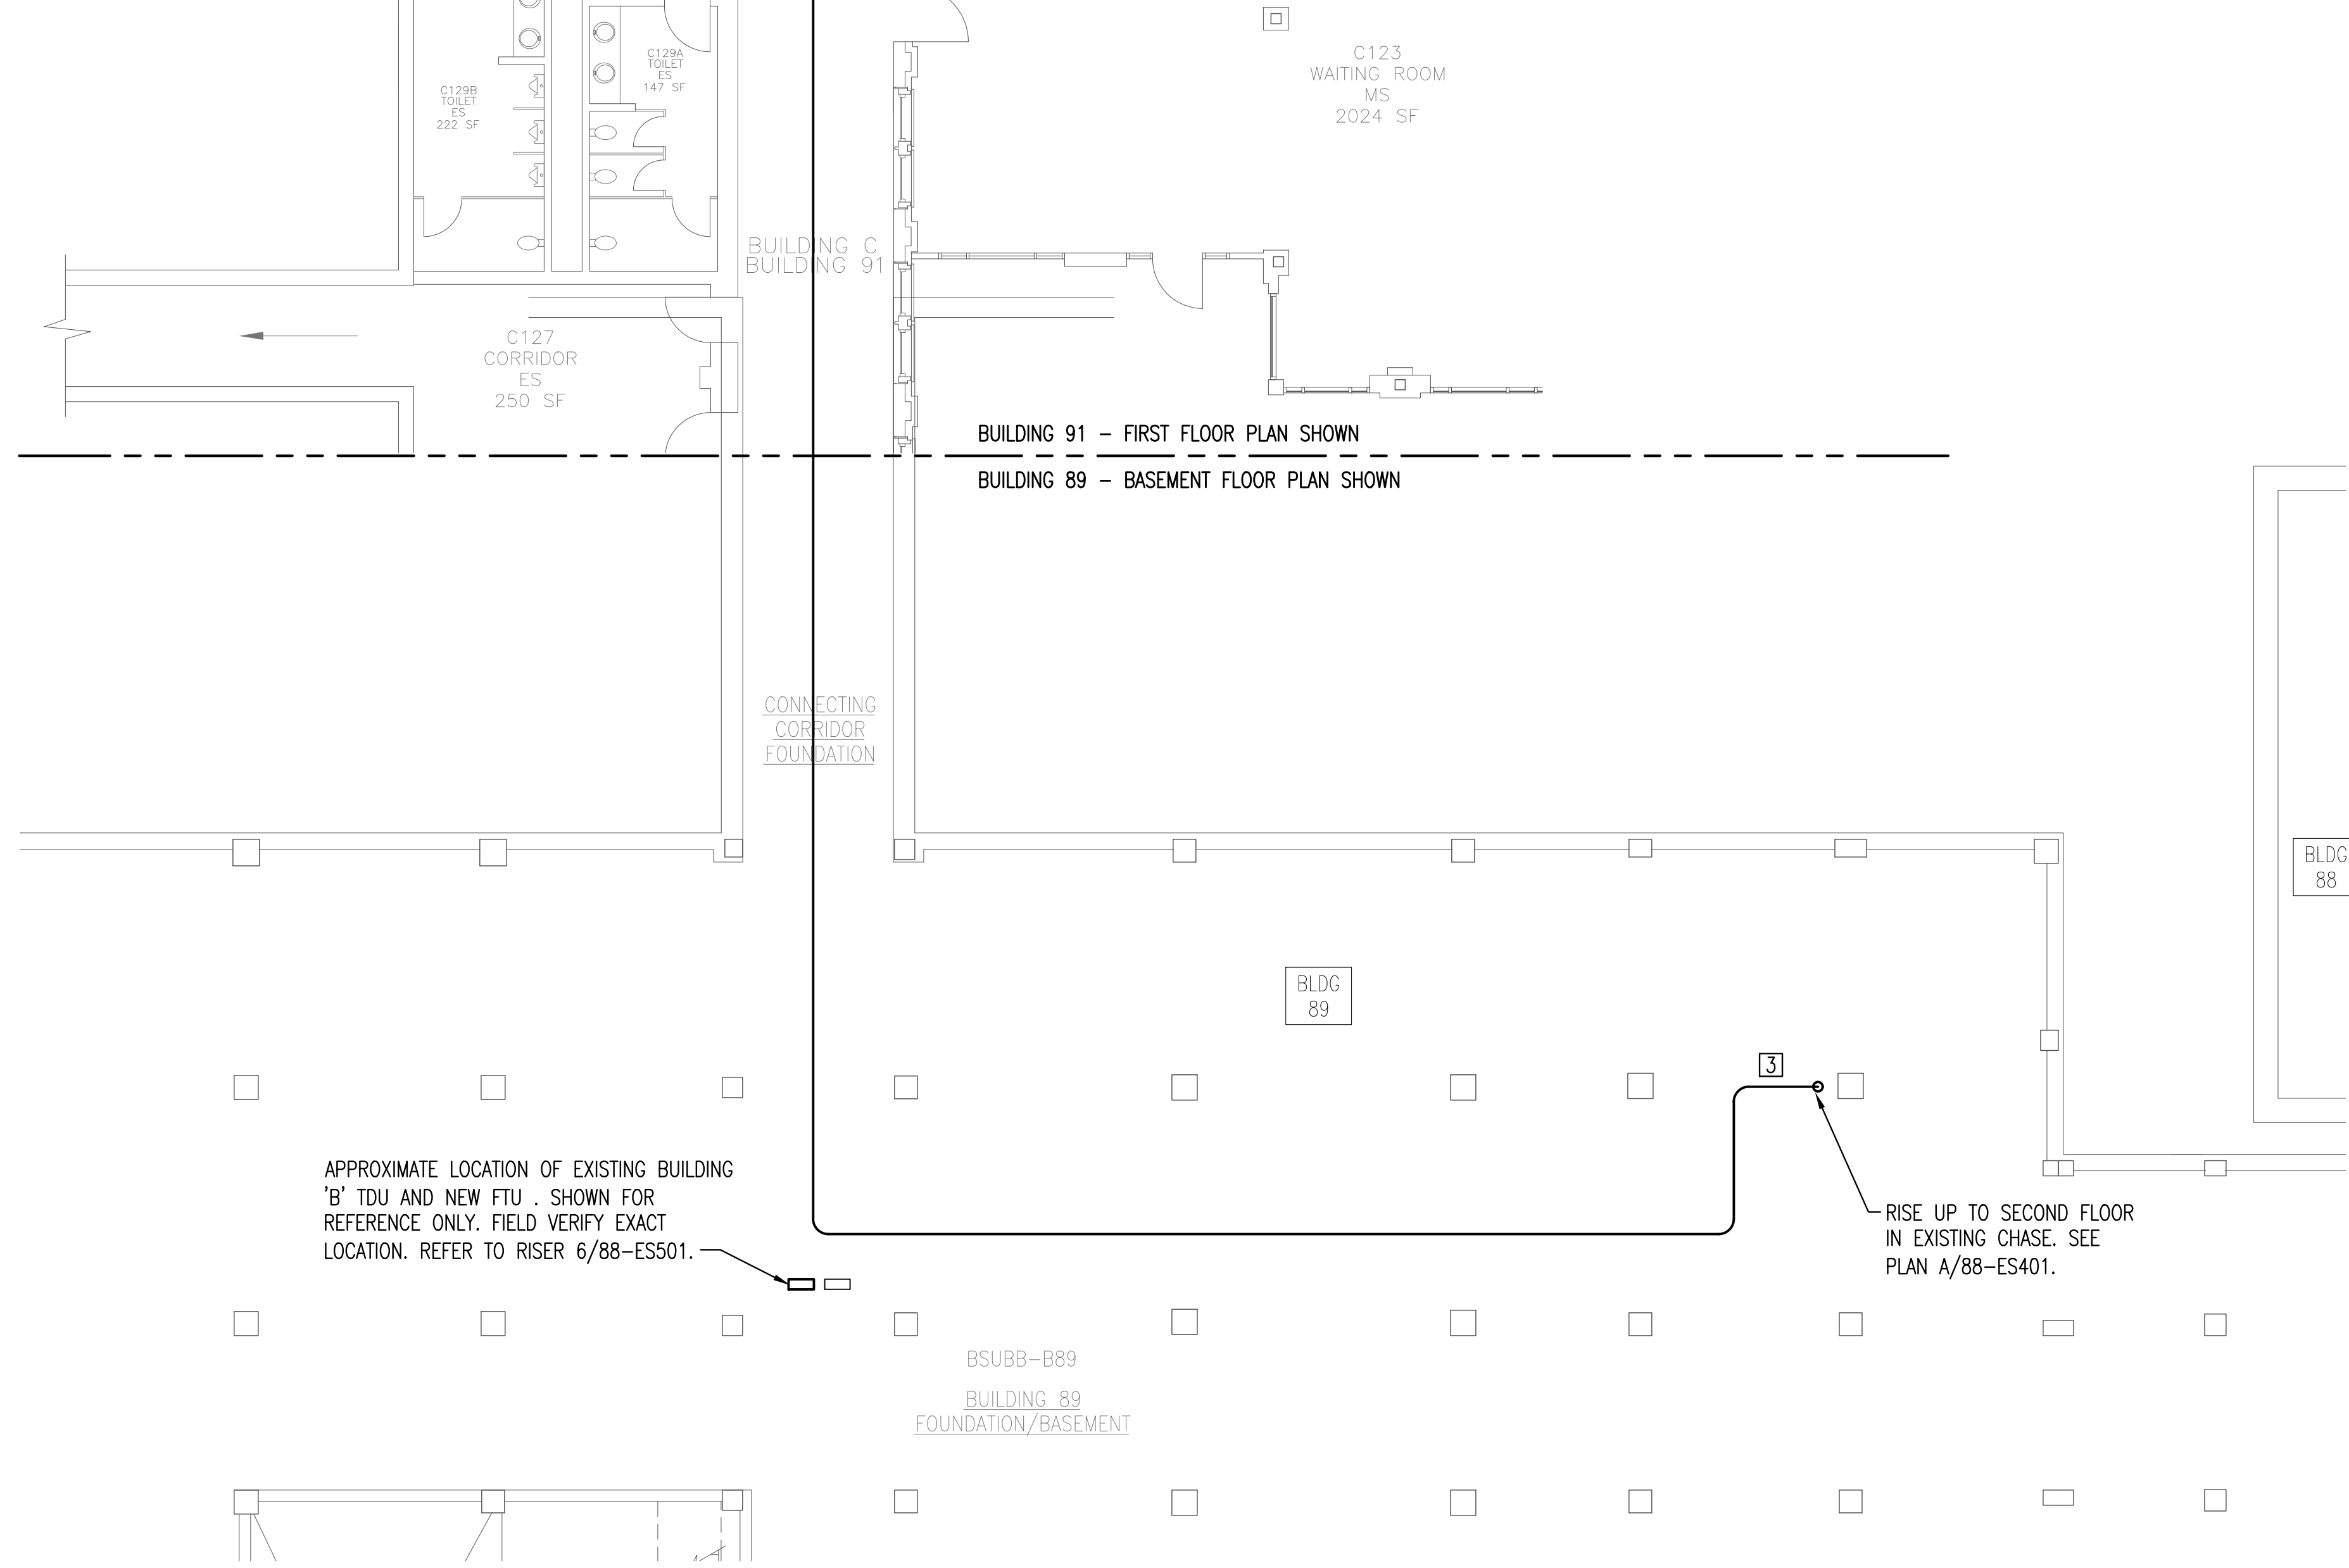 C129A
TOILET
ES
147 SF
C129B
TOILET
ES
222 SF
C123
WAITING ROOM
MS
2024 SF
BUILDING C
BUILDING 91
C127
CORRIDOR
ES
250 SF
BUILDING 91 – FIRST FLOOR PLAN SHOWN
BUILDING 89 – BASEMENT FLOOR PLAN SHOWN
CONNECTING
CORRIDOR
FOUNDATION
BLDG
88
BLDG
89
3
APPROXIMATE LOCATION OF EXISTING BUILDING
'B' TDU AND NEW FTU . SHOWN FOR
REFERENCE ONLY. FIELD VERIFY EXACT
LOCATION. REFER TO RISER 6/88-ES501.
RISE UP TO SECOND FLOOR
IN EXISTING CHASE. SEE
PLAN A/88-ES401.
BSUBB-B89
BUILDING 89
FOUNDATION/BASEMENT